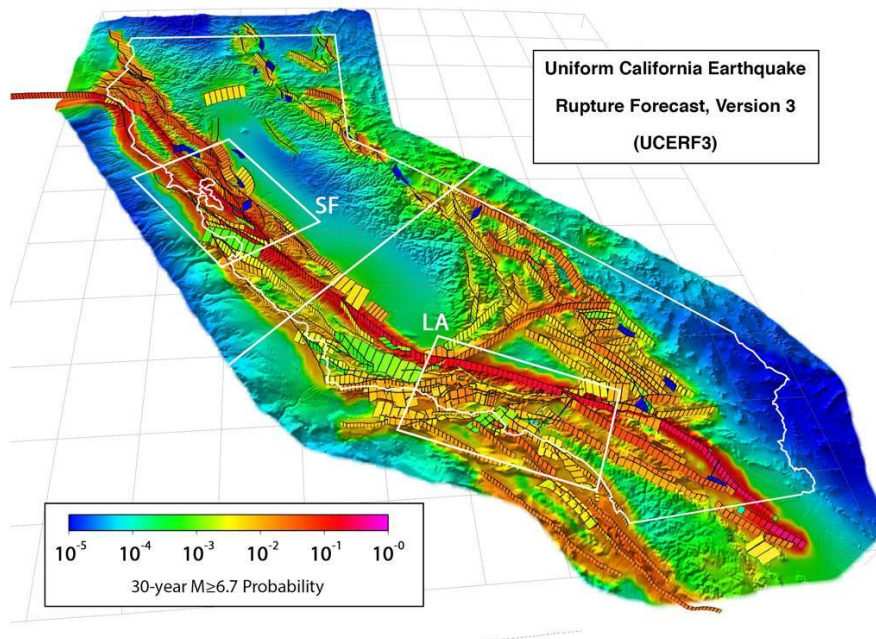 Uniform California Earthquake
Rupture Forecast, Version 3
(UCERF3)
SF
LA
10⁻⁵ 10⁻⁴ 10⁻³ 10⁻² 10⁻¹ 10⁻⁰
30-year M≥6.7 Probability